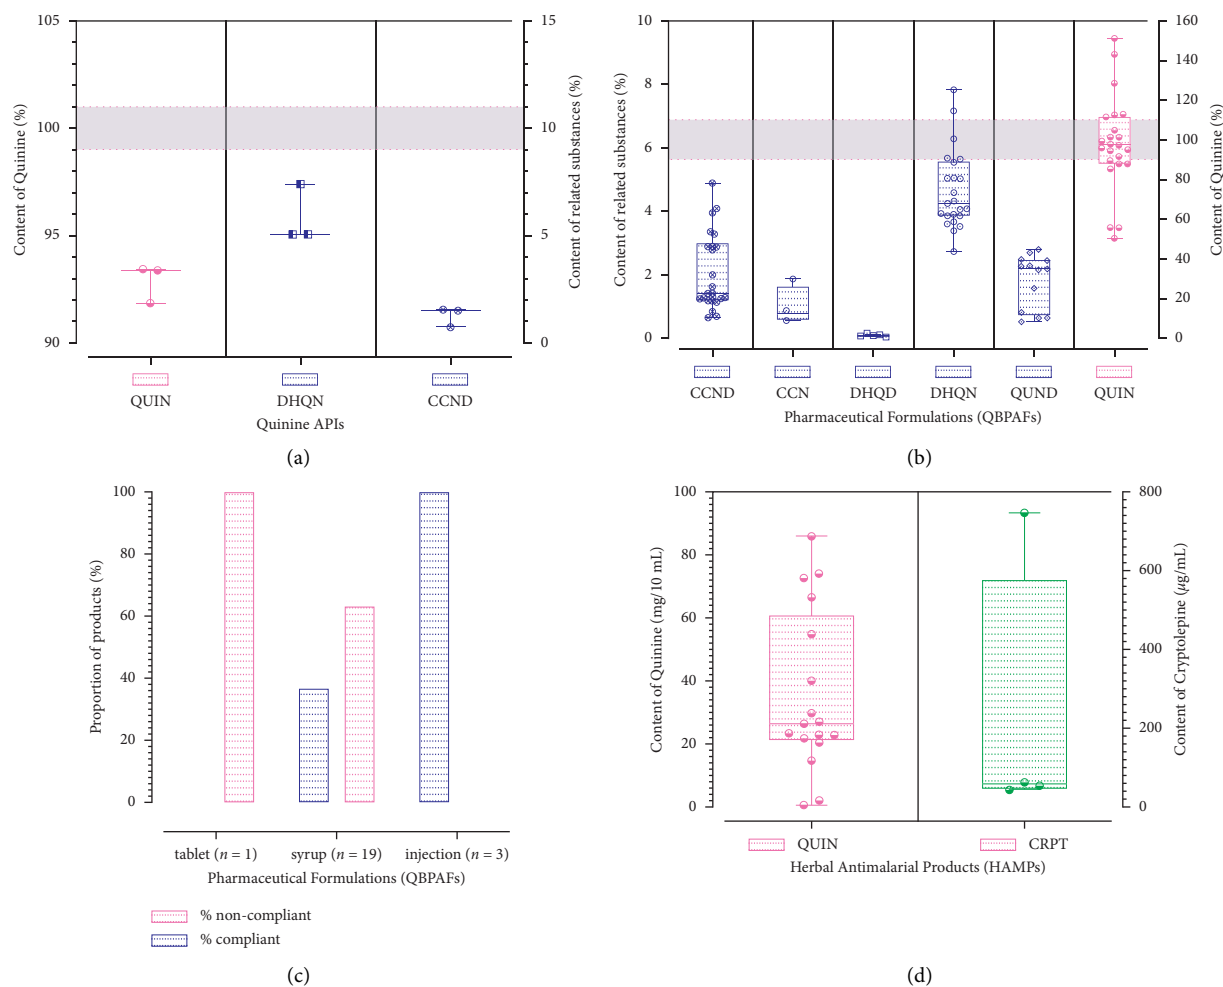 105
100
95
90
Content of Quinine (%)
15
10
5
0
Content of related substances (%)
QUIN
DHQN
CCND
Quinine APIs
(a)
10
8
6
4
2
0
Content of related substances (%)
160
140
120
100
80
60
40
20
0
Content of Quinine (%)
CCND
CCN
DHQD
DHQN
QUND
QUIN
Pharmaceutical Formulations (QBPAFs)
(b)
100
80
60
40
20
0
Proportion of products (%)
tablet (n = 1)
syrup (n = 19)
injection (n = 3)
Pharmaceutical Formulations (QBPAFs)
% non-compliant
% compliant
(c)
100
80
60
40
20
0
Content of Quinine (mg/10 mL)
800
600
400
200
0
Content of Cryptolepine (μg/mL)
QUIN
CRPT
Herbal Antimalarial Products (HAMPs)
(d)